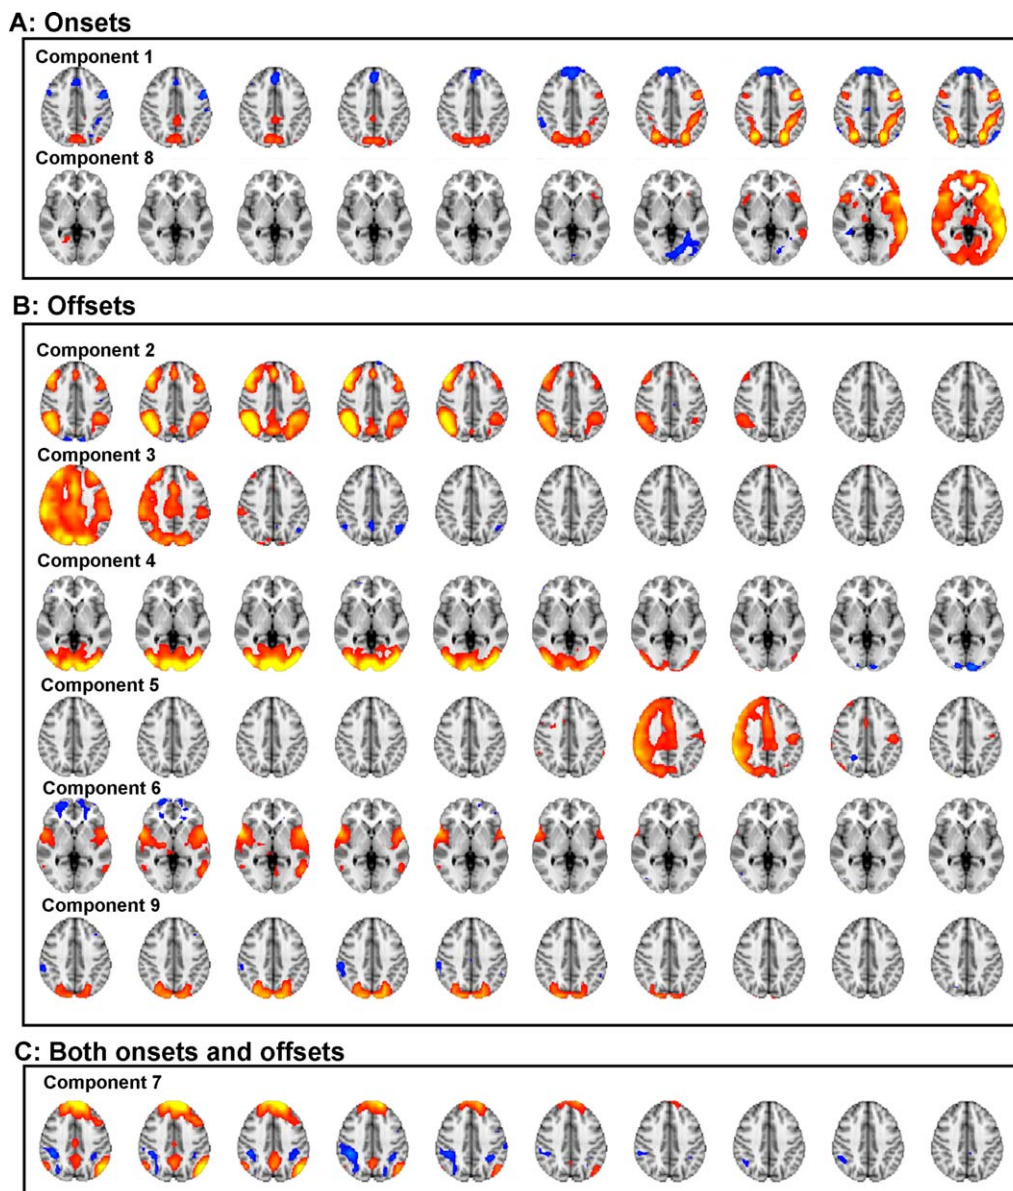 A: Onsets
Component 1
Component 8
B: Offsets
Component 2
Component 3
Component 4
Component 5
Component 6
Component 9
C: Both onsets and offsets
Component 7